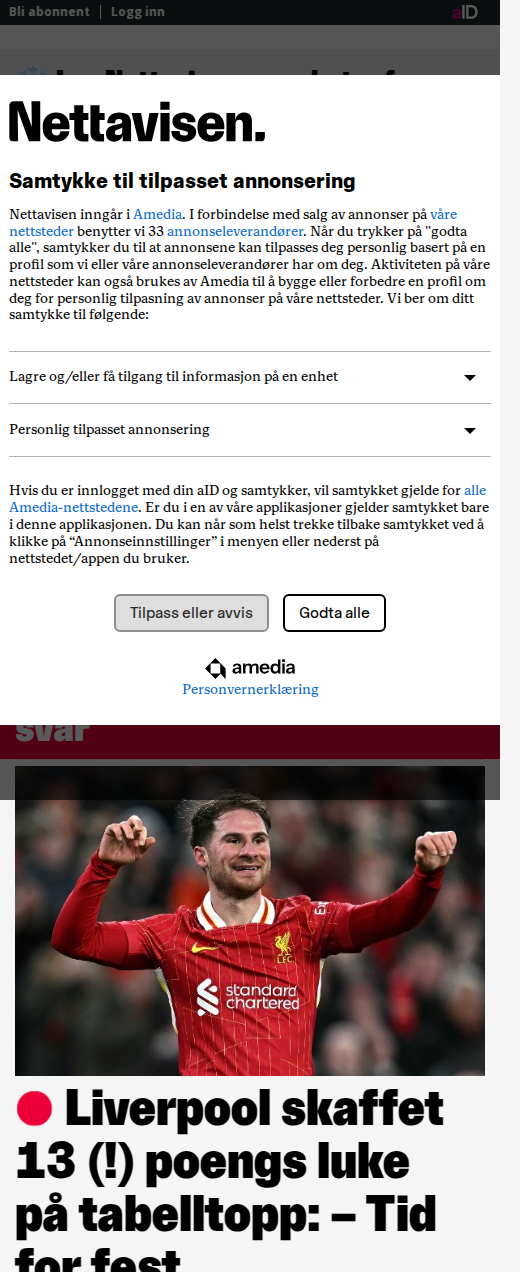 Bli abonnent | Logg inn
aID
Nettavisen.
Samtykke til tilpasset annonsering
Nettavisen inngår i Amedia. I forbindelse med salg av annonser på våre
nettsteder benytter vi 33 annonseleverandører. Når du trykker på "godta
alle", samtykker du til at annonsene kan tilpasses deg personlig basert på en
profil som vi eller våre annonseleverandører har om deg. Aktiviteten på våre
nettsteder kan også brukes av Amedia til å bygge eller forbedre en profil om
deg for personlig tilpasning av annonser på våre nettsteder. Vi ber om ditt
samtykke til følgende:
Lagre og/eller få tilgang til informasjon på en enhet
Personlig tilpasset annonsering
Hvis du er innlogget med din aID og samtykker, vil samtykket gjelde for alle
Amedia-nettstedene. Er du i en av våre applikasjoner gjelder samtykket bare
i denne applikasjonen. Du kan når som helst trekke tilbake samtykket ved å
klikke på “Annonseinnstillinger” i menyen eller nederst på
nettstedet/appen du bruker.
Tilpass eller avvis
Godta alle
amedia
Personvernerklæring
svar
L.F.C.
standard
chartered
Liverpool skaffet
13 (!) poengs luke
på tabelltopp: – Tid
for fest